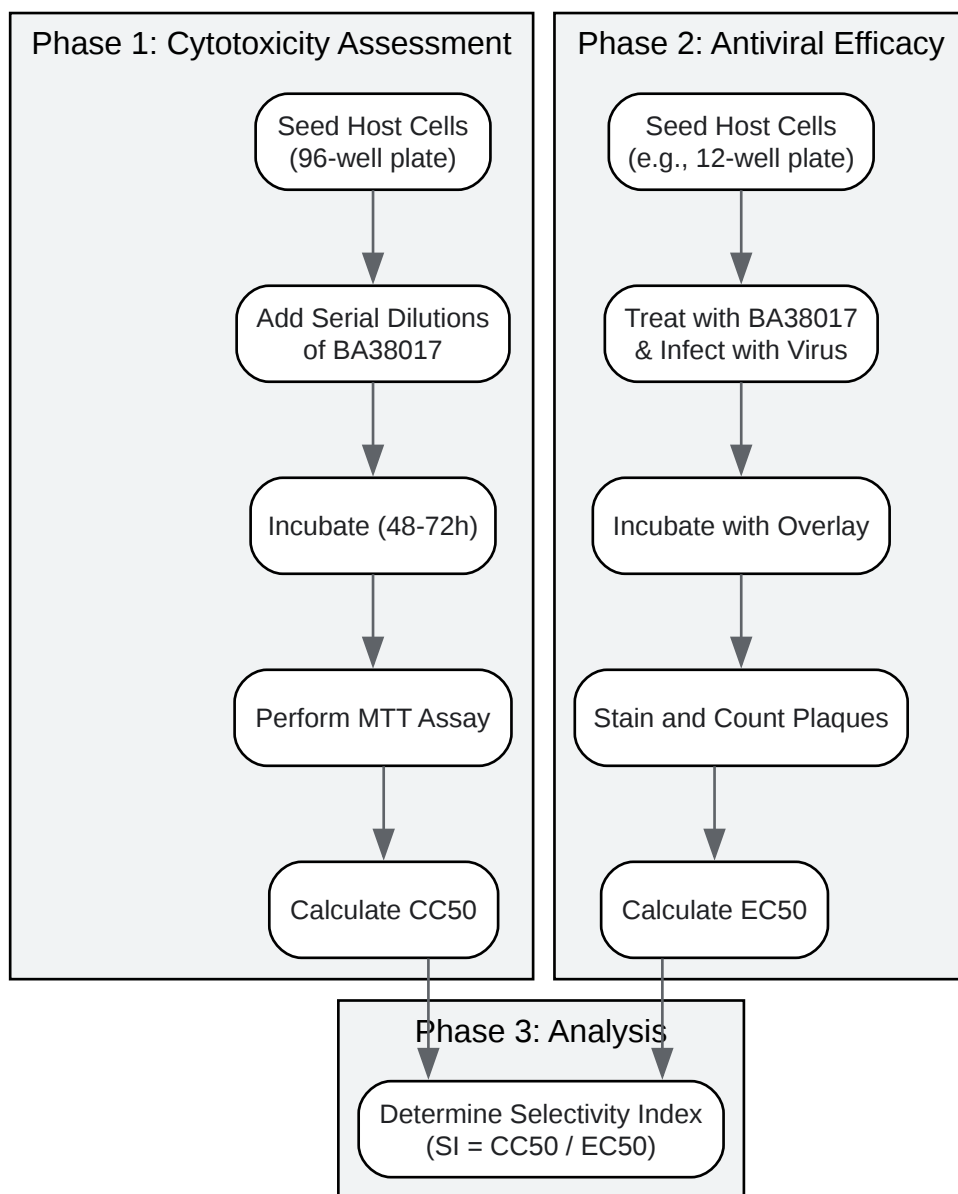 Phase 1: Cytotoxicity Assessment
Seed Host Cells
(96-well plate)
Add Serial Dilutions
of BA38017
Incubate (48-72h)
Perform MTT Assay
Calculate CC50
Phase 2: Antiviral Efficacy
Seed Host Cells
(e.g., 12-well plate)
Treat with BA38017
& Infect with Virus
Incubate with Overlay
Stain and Count Plaques
Calculate EC50
Phase 3: Analysis
Determine Selectivity Index
(SI = CC50 / EC50)